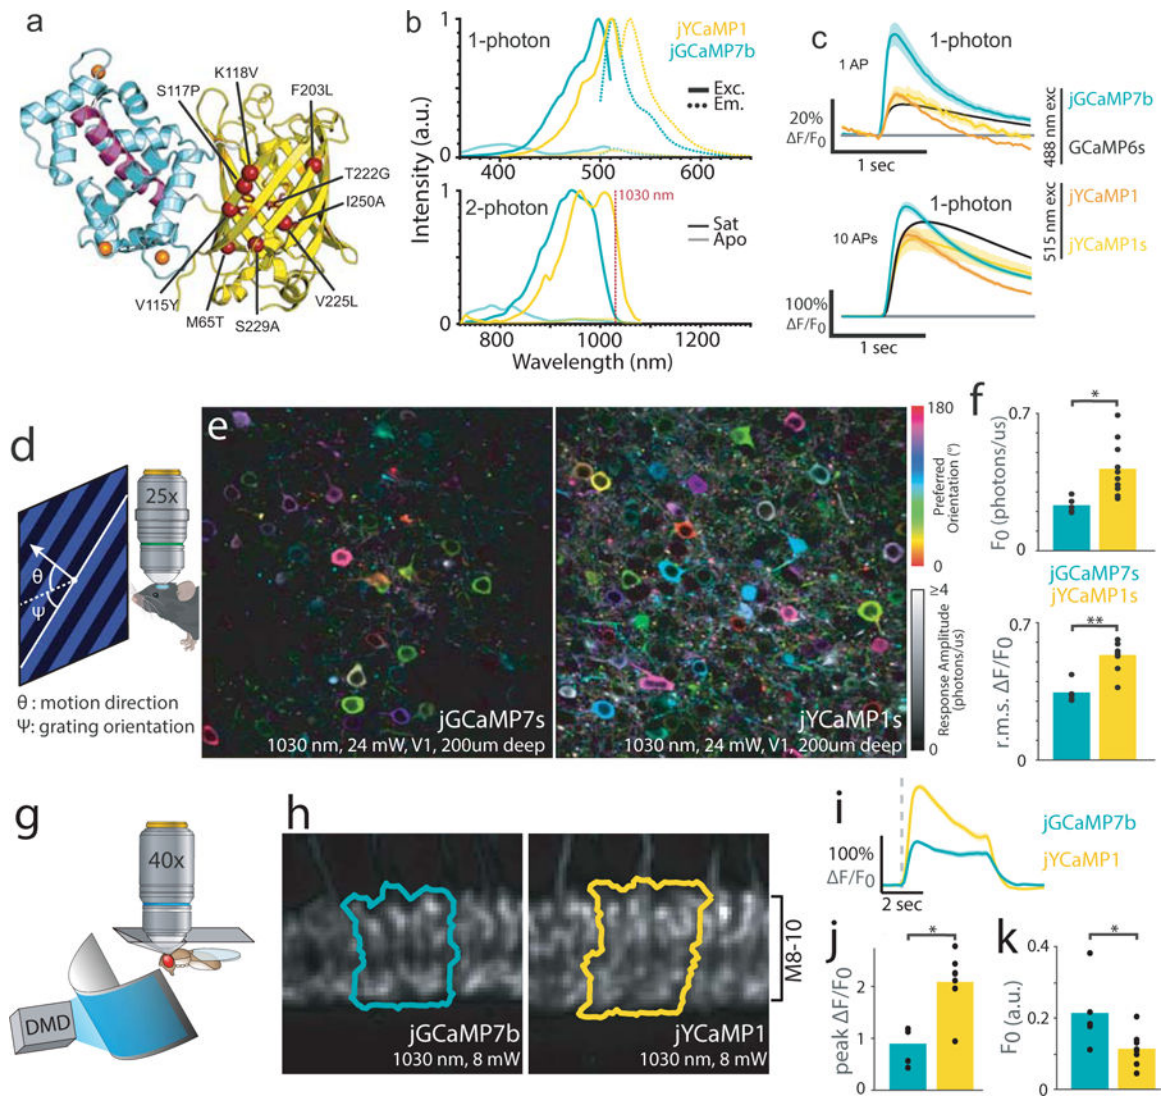 a
K118V
S117P
F203L
T222G
I250A
V115Y
V225L
M65T
S229A
b
1-photon
jYCaMP1
jGCaMP7b
Exc.
Em.
1
0
400
500
600
Intensity (a.u.)
2-photon
1030 nm
Sat
Apo
1
0
800
1000
1200
Wavelength (nm)
c
1-photon
1 AP
20%
ΔF/F0
1 sec
jGCaMP7b
GCaMP6s
488 nm exc
1-photon
10 APs
jYCaMP1
jYCaMP1s
515 nm exc
100%
ΔF/F0
1 sec
d
25x
θ
Ψ
θ : motion direction
Ψ: grating orientation
e
jGCaMP7s
1030 nm, 24 mW, V1, 200um deep
jYCaMP1s
1030 nm, 24 mW, V1, 200um deep
180
Preferred
Orientation (°)
0
≥4
Response Amplitude
(photons/us)
0
f
0.7
*
F0 (photons/us)
0
jGCaMP7s
jYCaMP1s
0.7
**
r.m.s. ΔF/F0
0
g
40x
DMD
h
jGCaMP7b
1030 nm, 8 mW
jYCaMP1
1030 nm, 8 mW
M8-10
i
100%
ΔF/F0
2 sec
jGCaMP7b
jYCaMP1
j
*
2
1
0
peak ΔF/F0
k
*
0.4
0.2
0
F0 (a.u.)